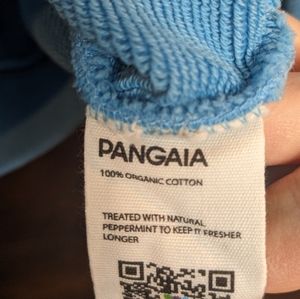 PANGAIA
100% ORGANIC COTTON
TREATED WITH NATURAL
PEPPERMINT TO KEEP IT FRESHER
LONGER